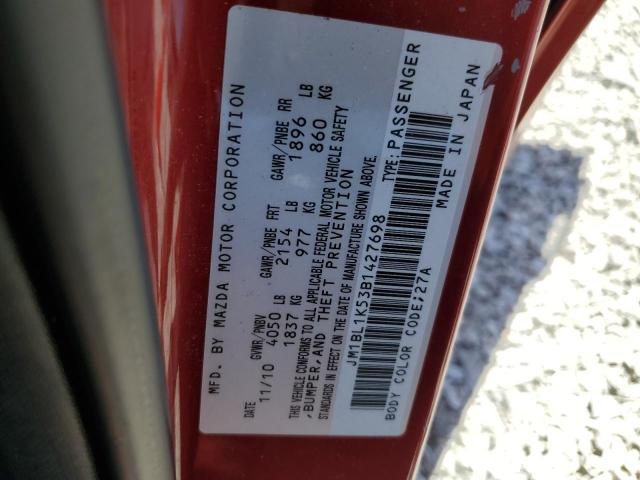 MFD. BY MAZDA MOTOR CORPORATION
DATE GVWR/PNBV GAWR/PNBE FRT GAWR/PNBE RR
11/10 4050 LB 2154 LB 1896 LB
1837 KG 977 KG 860 KG
THIS VEHICLE CONFORMS TO ALL APPLICABLE FEDERAL MOTOR VEHICLE SAFETY
,BUMPER,AND THEFT PREVENTION
STANDARDS IN EFFECT ON THE DATE OF MANUFACTURE SHOWN ABOVE.
JM1BL1K53B1427698 TYPE:PASSENGER
BODY COLOR CODE:27A MADE IN JAPAN